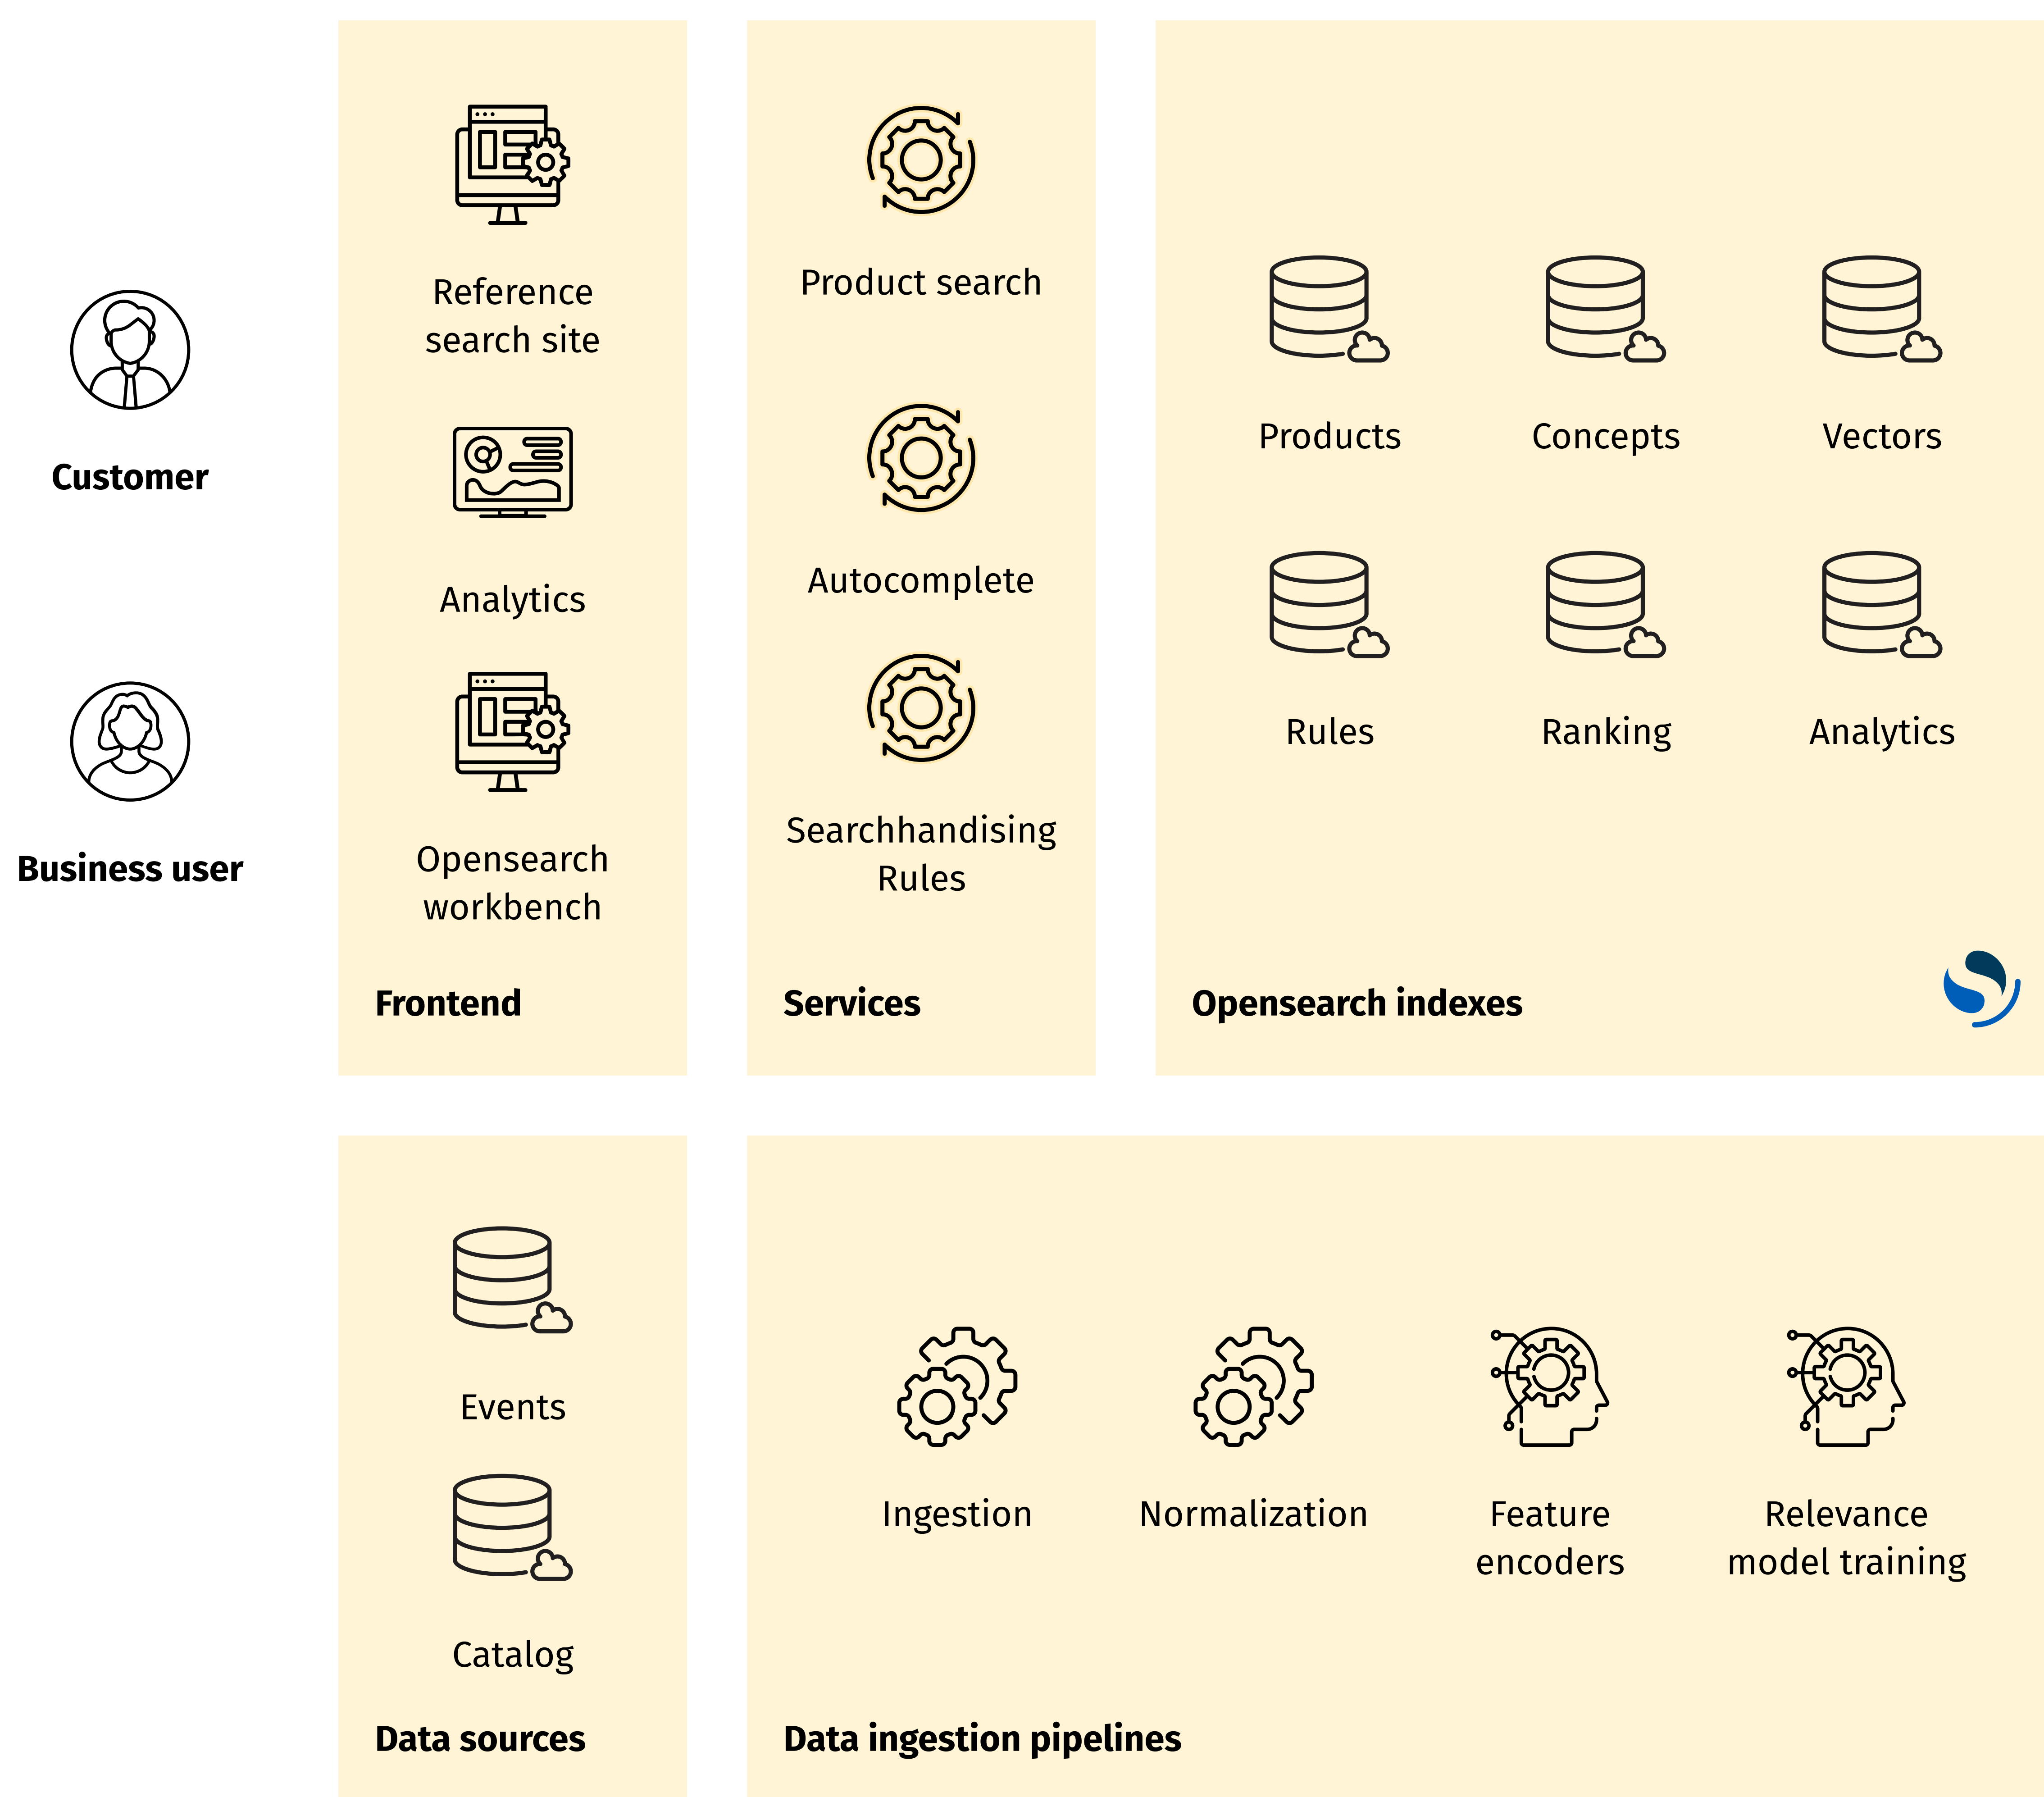 Customer
Business user
Reference
search site
Analytics
Opensearch
workbench
Frontend
Product search
Autocomplete
Searchhandising
Rules
Services
Products
Concepts
Vectors
Rules
Ranking
Analytics
Opensearch indexes
Events
Catalog
Data sources
Ingestion
Normalization
Feature
encoders
Relevance
model training
Data ingestion pipelines